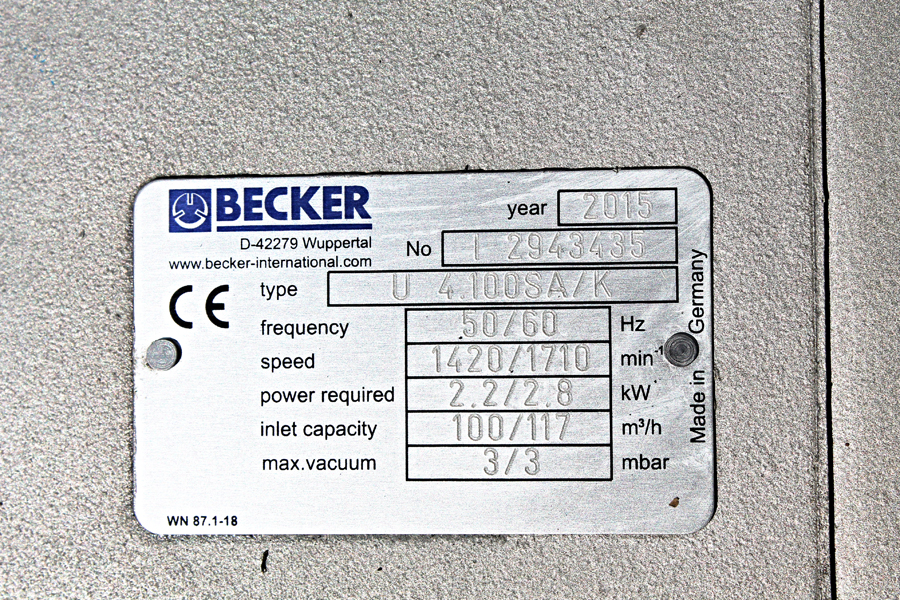 BECKER
D-42279 Wuppertal
www.becker-international.com
year 2015
No I 2943435
type U 4.100SA/K
frequency 50/60 Hz
speed 1420/1710 min⁻¹
power required 2.2/2.8 kW
inlet capacity 100/117 m³/h
max.vacuum 3/3 mbar
Made in Germany
WN 87.1-18